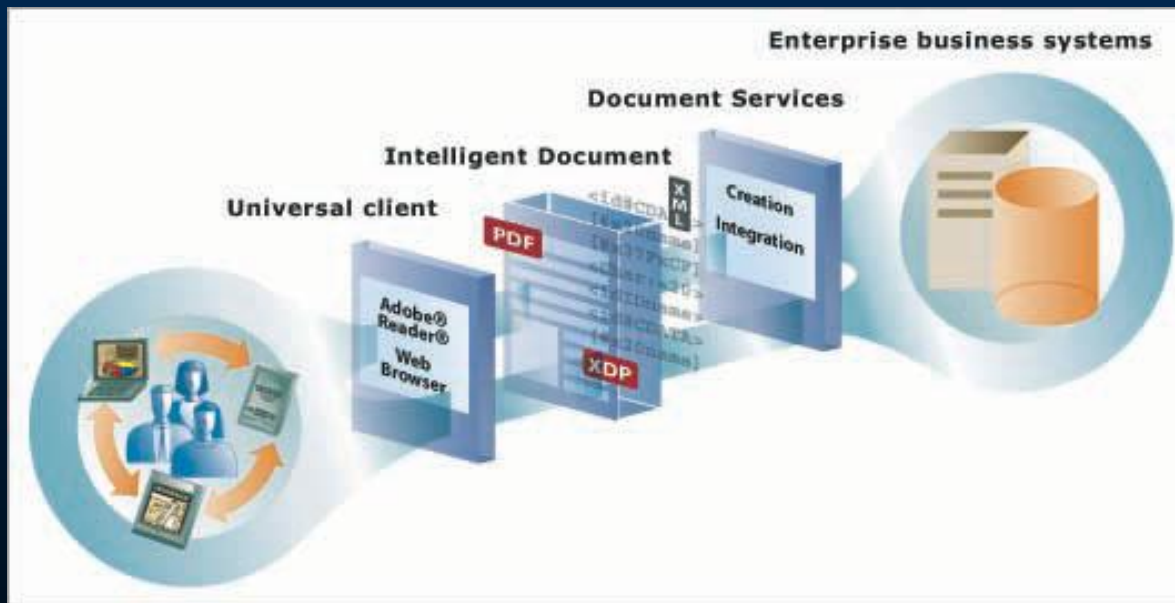 Enterprise business systems
Document Services
Intelligent Document
Universal client
XML
Creation
Integration
PDF
Adobe®
Reader®
Web
Browser
XDP